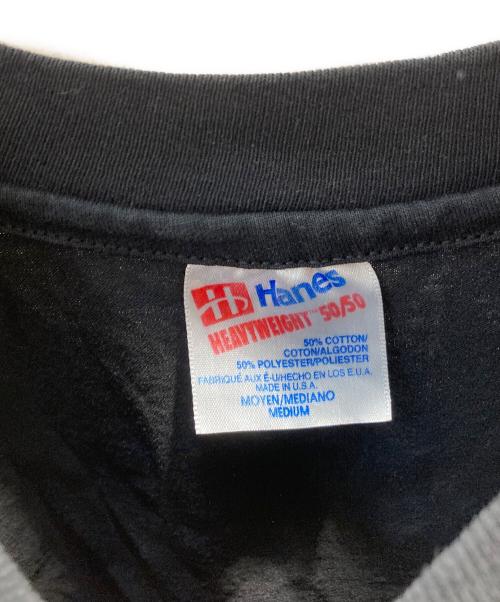 Hanes
HEAVYWEIGHT™ 50/50
50% COTTON/
COTON/ALGODON
50% POLYESTER/POLIESTER
FABRIQUÉ AUX É-U/HECHO EN LOS E.U.A.
MADE IN U.S.A.
MOYEN/MEDIANO
MEDIUM